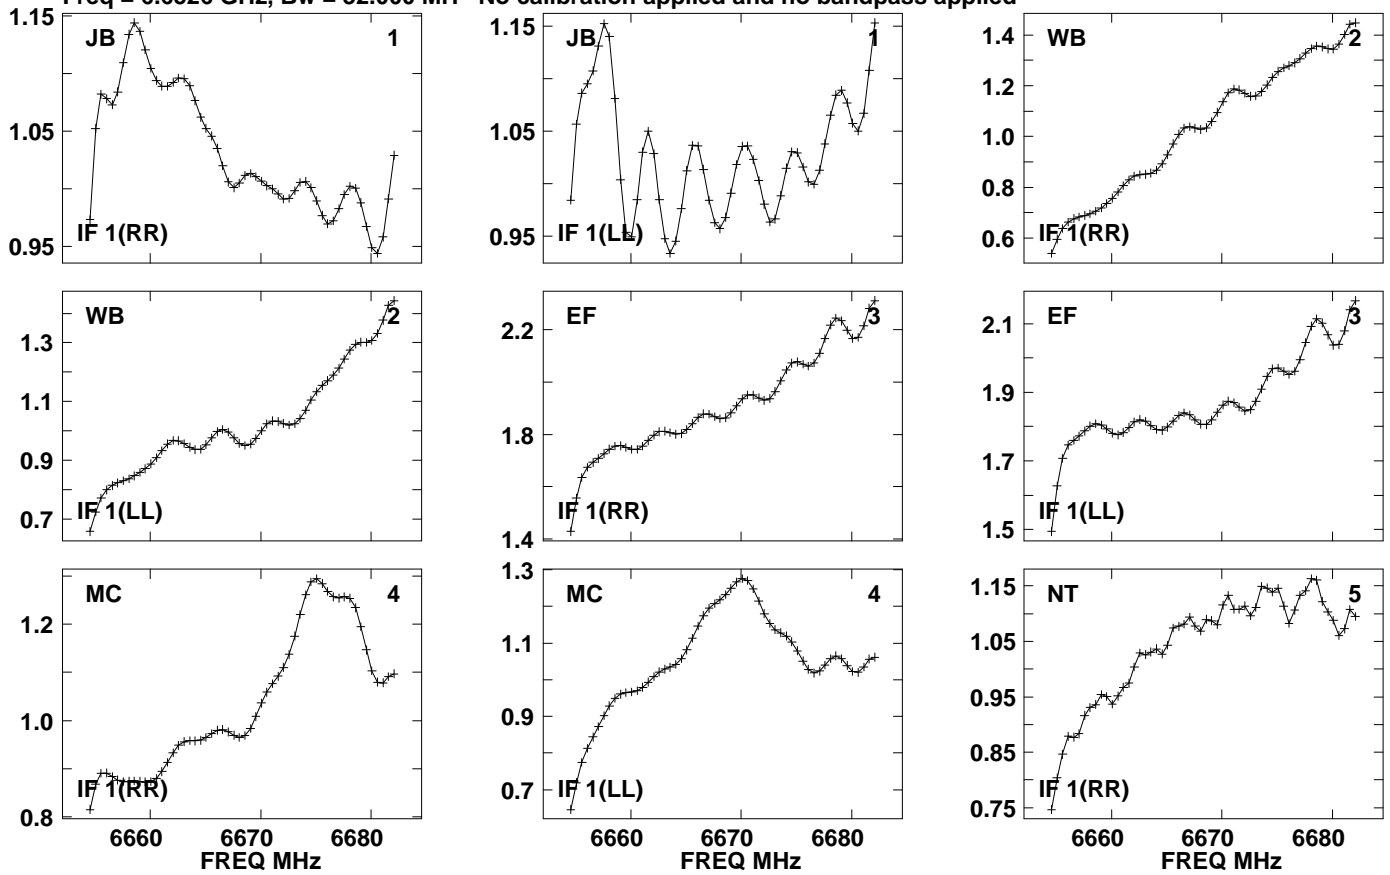 No calibration applied and no bandpass applied
1.15 JB 1
1.05
0.95 IF 1(RR)
1.15 JB 1
1.05
0.95 IF 1(LL)
1.4 WB 2
1.2
1.0
0.8
0.6 IF 1(RR)
WB 2
1.3
1.1
0.9
0.7 IF 1(LL)
EF 3
2.2
1.8
IF 1(RR)
1.4
EF 3
2.1
1.9
1.7
1.5 IF 1(LL)
MC 4
1.2
1.0
0.8 IF 1(RR)
6660 6670 6680
FREQ MHz
1.3 MC 4
1.1
0.9
0.7 IF 1(LL)
6660 6670 6680
FREQ MHz
1.15 NT 5
1.05
0.95
0.85
0.75 IF 1(RR)
6660 6670 6680
FREQ MHz